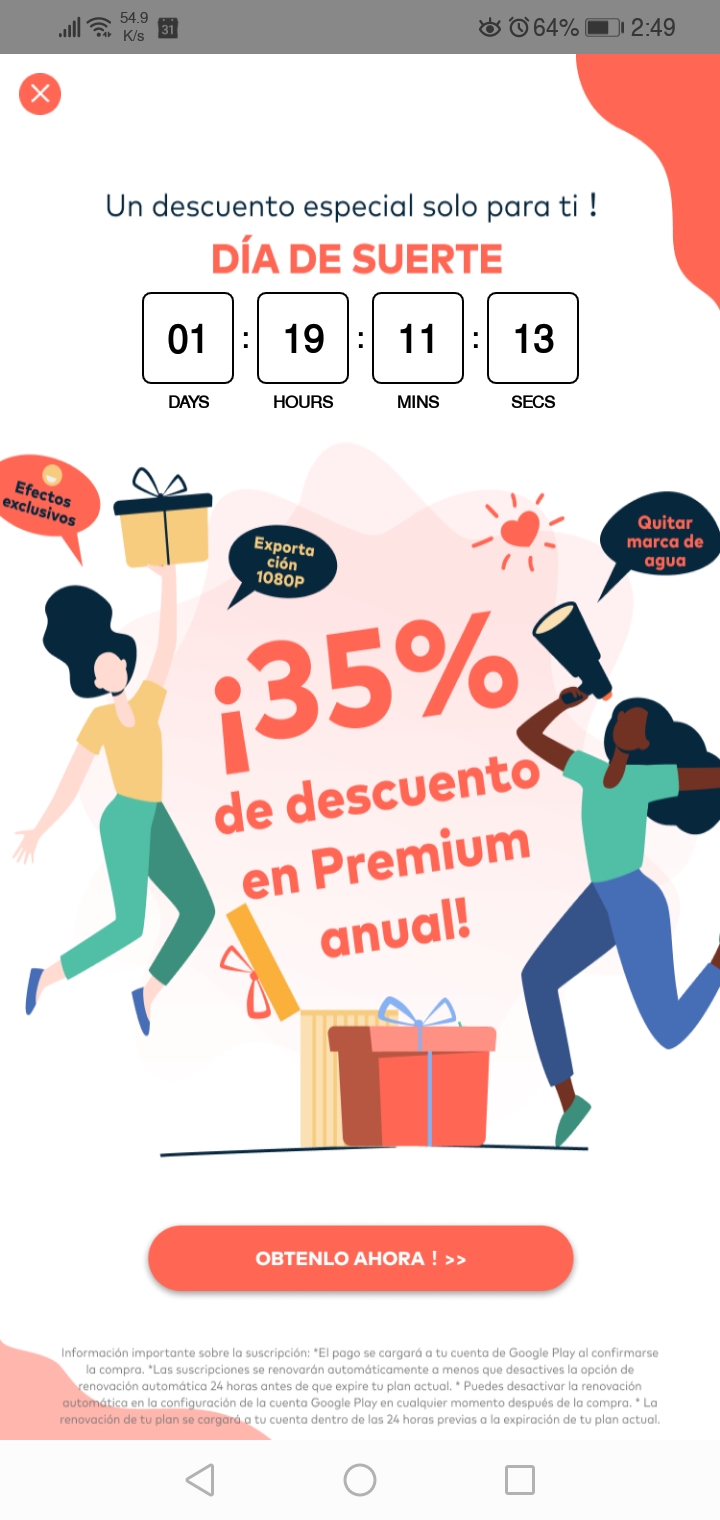 54.9
K/s
31
64%
2:49
Un descuento especial solo para ti !
DÍA DE SUERTE
01 : 19 : 11 : 13
DAYS HOURS MINS SECS
Efectos
exclusivos
Exporta
ción
1080P
Quitar
marca de
agua
¡35%
de descuento
en Premium
anual!
OBTENLO AHORA ! >>
Información importante sobre la suscripción: *El pago se cargará a tu cuenta de Google Play al confirmarse
la compra. *Las suscripciones se renovarán automáticamente a menos que desactives la opción de
renovación automática 24 horas antes de que expire tu plan actual. * Puedes desactivar la renovación
automática en la configuración de la cuenta Google Play en cualquier momento después de la compra. * La
renovación de tu plan se cargará a tu cuenta dentro de las 24 horas previas a la expiración de tu plan actual.